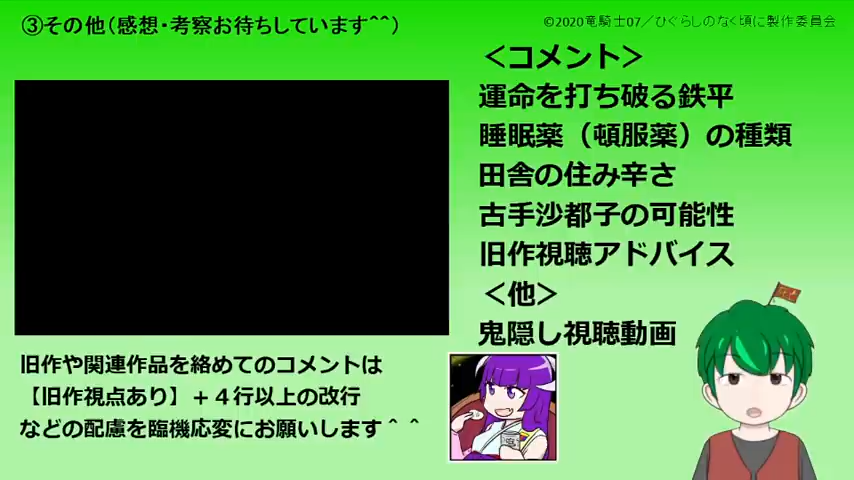 ③その他（感想・考察お待ちしています^^）
©2020竜騎士07／ひぐらしのなく頃に製作委員会
＜コメント＞
運命を打ち破る鉄平
睡眠薬（頓服薬）の種類
田舎の住み辛さ
古手沙都子の可能性
旧作視聴アドバイス
＜他＞
鬼隠し視聴動画
旧作や関連作品を絡めてのコメントは
【旧作視点あり】＋４行以上の改行
などの配慮を臨機応変にお願いします＾＾